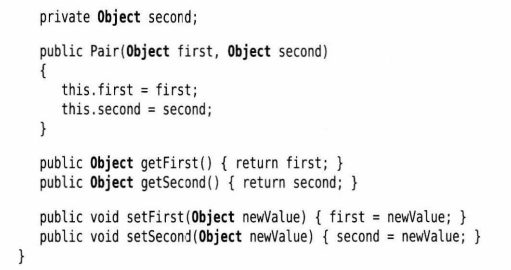 private Object second;
public Pair(Object first, Object second)
{
this.first = first;
this.second = second;
}
public Object getFirst() { return first; }
public Object getSecond() { return second; }
public void setFirst(Object newValue) { first = newValue; }
public void setSecond(Object newValue) { second = newValue; }
}